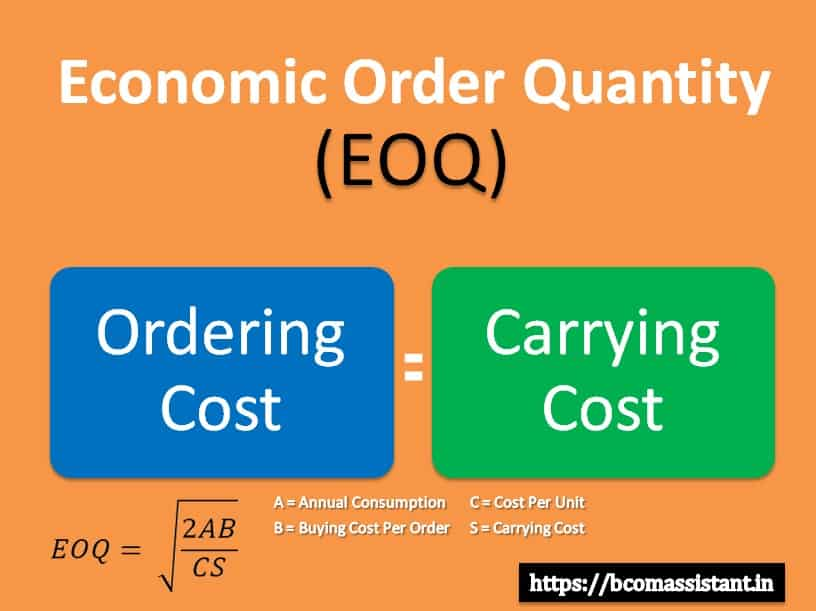 Economic Order Quantity
(EOQ)
Ordering
Cost
=
Carrying
Cost
EOQ = √(2AB/CS)
A = Annual Consumption
C = Cost Per Unit
B = Buying Cost Per Order
S = Carrying Cost
https://bcomassistant.in